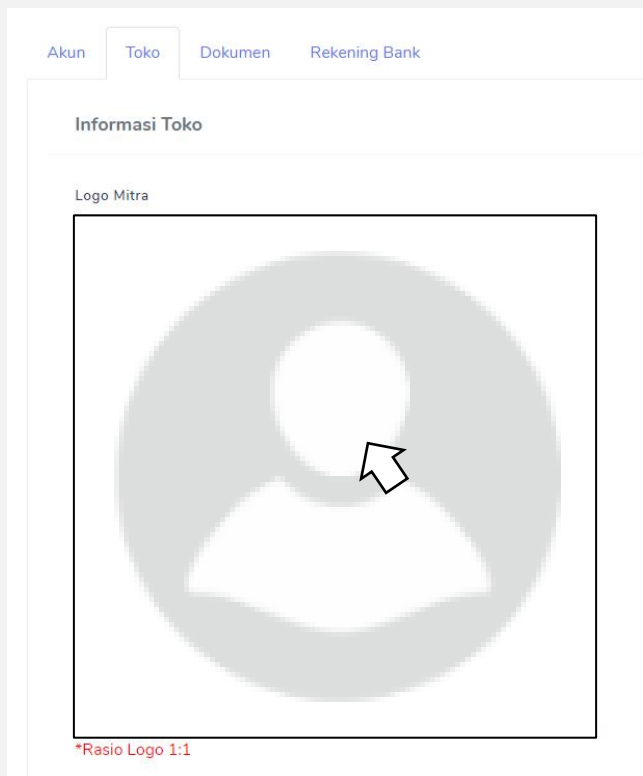 Akun Toko Dokumen Rekening Bank
Informasi Toko
Logo Mitra
*Rasio Logo 1:1